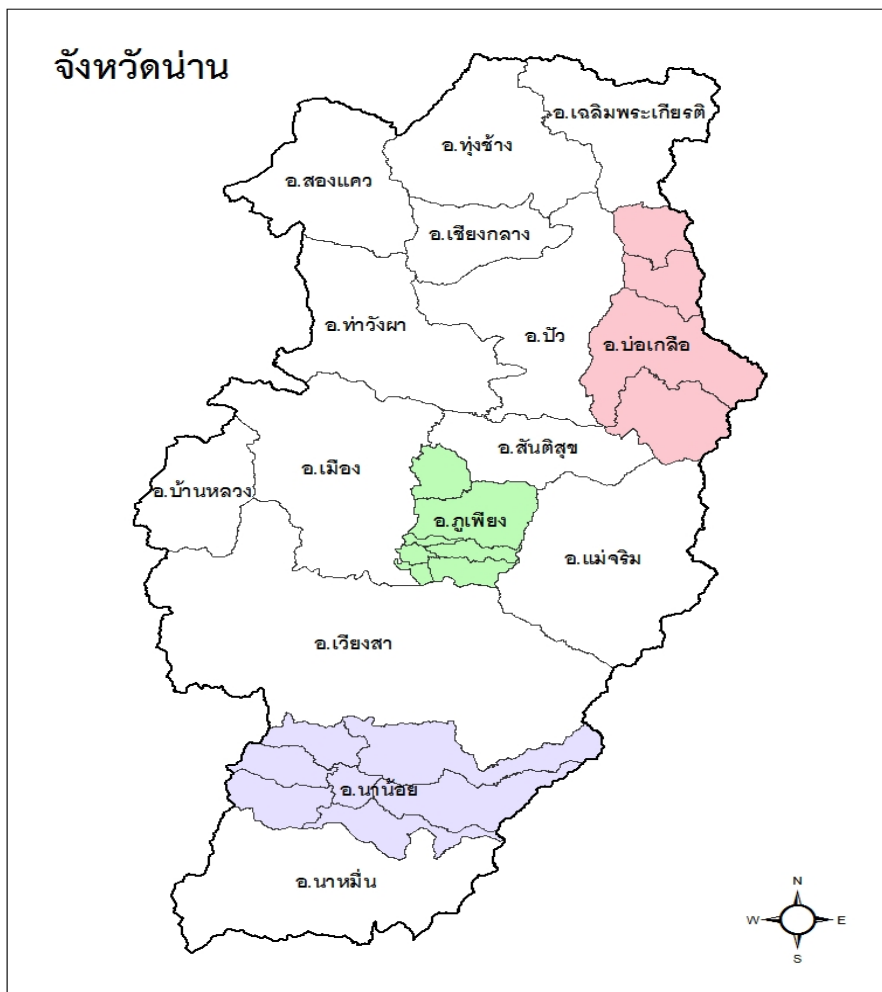 จังหวัดน่าน
อ.เฉลิมพระเกียรติ
อ.ทุ่งช้าง
อ.สองแคว
อ.เชียงกลาง
อ.ท่าวังผา
อ.ปัว
อ.บ่อเกลือ
อ.สันติสุข
อ.เมือง
อ.บ้านหลวง
อ.ภูเพียง
อ.แม่จริม
อ.เวียงสา
อ.นาน้อย
อ.นาหมื่น
N
W E
S